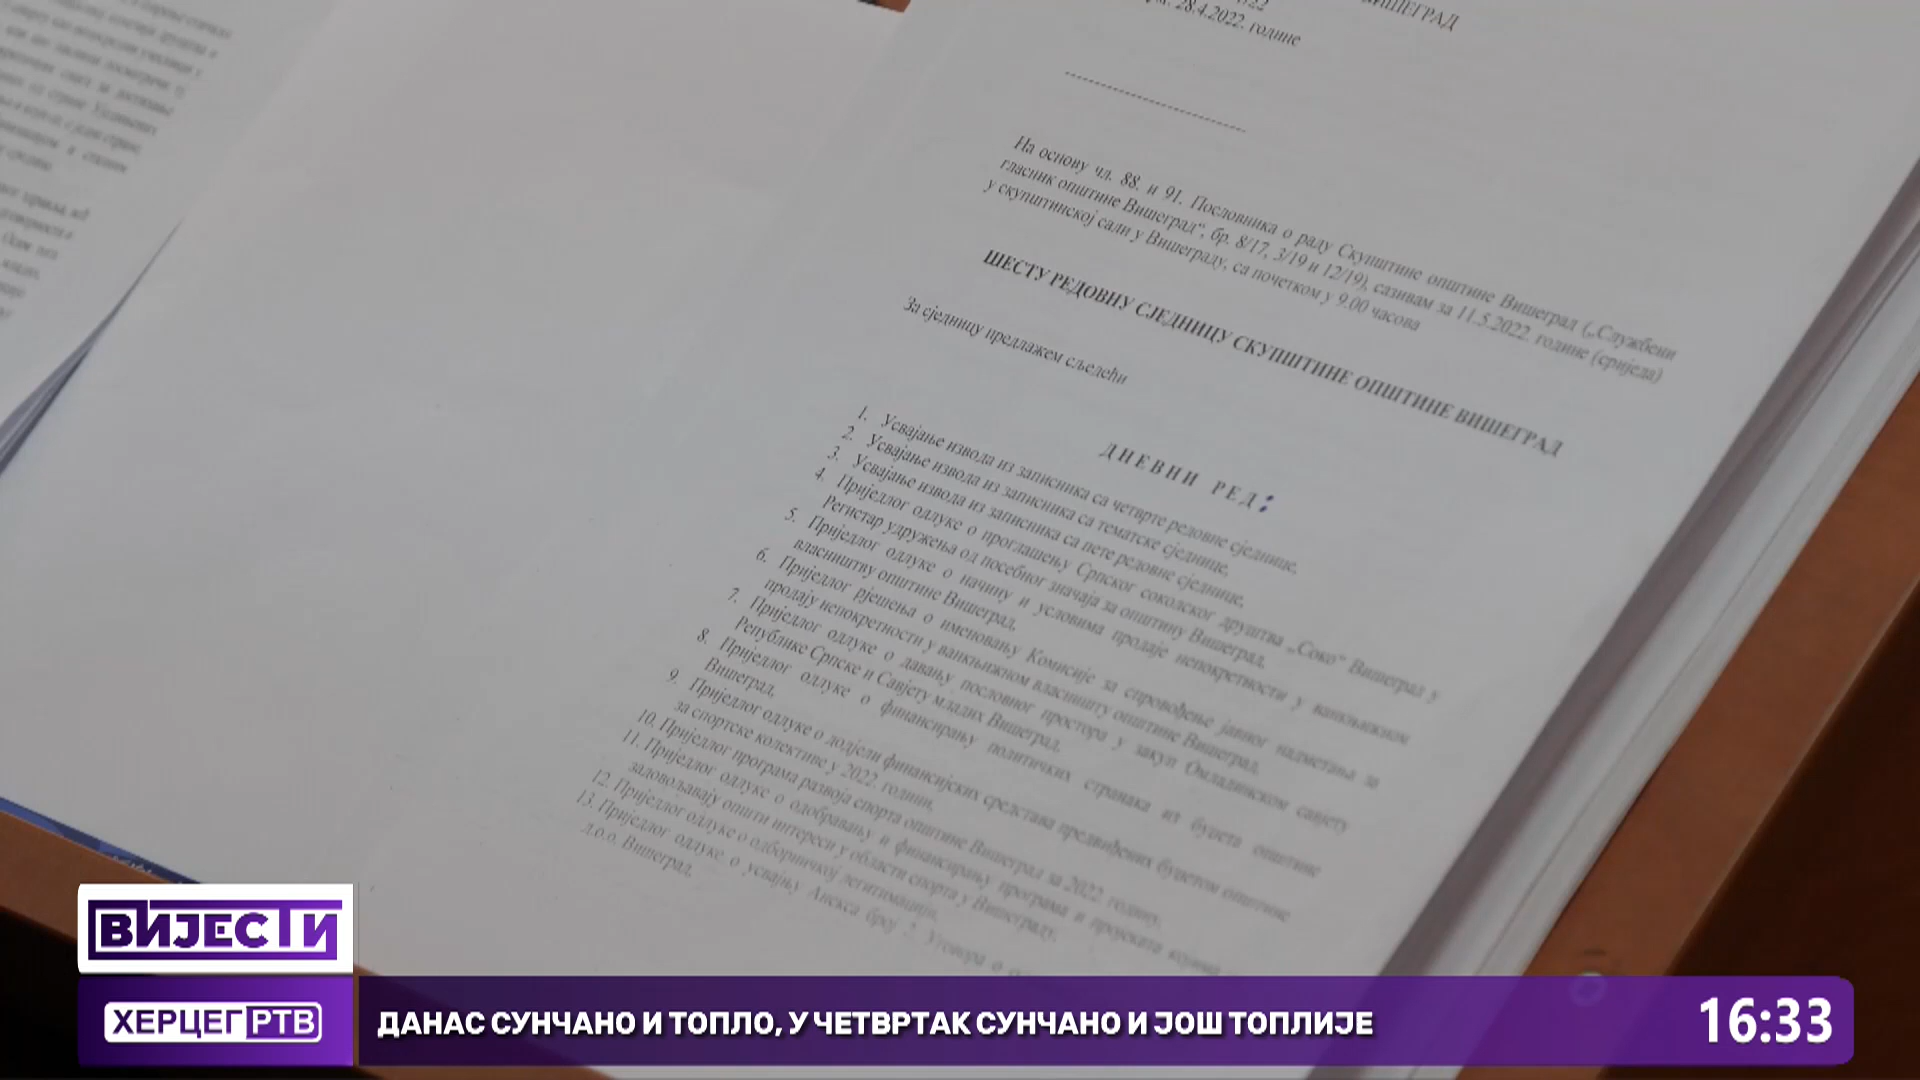 28.4.2022. године
ВИШЕГРАД
На основу чл. 88. и 91. Пословника о раду Скупштине општине Вишеград („Службени
гласник општине Вишеград“, бр. 8/17, 3/19 и 12/19), сазивам за 11.5.2022. године (сриједа)
у скупштинској сали у Вишеграду, са почетком у 9.00 часова
ШЕСТУ РЕДОВНУ СЈЕДНИЦУ СКУПШТИНЕ ОПШТИНЕ ВИШЕГРАД
За сједницу предлажем сљедећи
ДНЕВНИ РЕД:
1. Усвајање извода из записника са четврте редовне сједнице,
2. Усвајање извода из записника са тематске сједнице,
3. Усвајање извода из записника са пете редовне сједнице,
4. Приједлог одлуке о проглашењу Српског соколског друштва „Соко“ Вишеград у
Регистар удружења од посебног значаја за општину Вишеград,
5. Приједлог одлуке о начину и условима продаје непокретности у ванкњижном
власништву општине Вишеград,
6. Приједлог рјешења о именовању Комисије за спровођење јавног надметања за
продају непокретности у ванкњижном власништу општине Вишеград,
7. Приједлог одлуке о давању пословног простора у закуп Омладинском савјету
Републике Српске и Савјету младих Вишеград,
8. Приједлог одлуке о финансирању политичких странака из буџета општине
Вишеград,
9. Приједлог одлуке о додјели финансијских средстава предвиђених буџетом општине
за спортске колективе у 2022. години,
10. Приједлог програма развоја спорта општине Вишеград за 2022. годину,
11. Приједлог одлуке о одобравању и финансирању програма и пројеката којима
задовољавају општи интереси у области спорта у Вишеграду,
12. Приједлог одлуке о одборничкој легитимацији,
13. Приједлог одлуке о усвајњу Анекса број 2. Уговора о
д.о.о. Вишеград,
ВИЈЕСТИ
ХЕРЦЕГ РТВ
ДАНАС СУНЧАНО И ТОПЛО, У ЧЕТВРТАК СУНЧАНО И ЈОШ ТОПЛИЈЕ
16:33